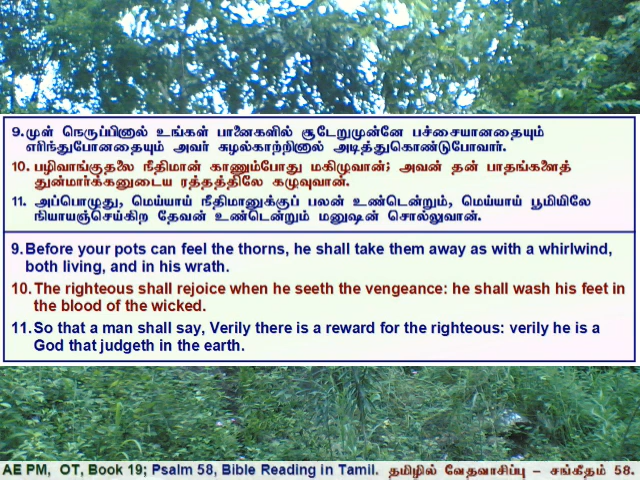 9. முள் நெருப்பினால் உங்கள் பானைகளில் சூடேறுமுன்னே பச்சையானதையும்
எரிந்துபோனதையும் அவர் சுழல்காற்றினால் அடித்துகொண்டுபோவார்.
10. பழிவாங்குதலை நீதிமான் காணும்போது மகிழுவான்; அவன் தன் பாதங்களைத்
துன்மார்க்கனுடைய ரத்தத்திலே கழுவுவான்.
11. அப்பொழுது, மெய்யாய் நீதிமானுக்குப் பலன் உண்டென்றும், மெய்யாய் பூமியிலே
நியாயஞ்செய்கிற தேவன் உண்டென்றும் மனுஷன் சொல்லுவான்.
9. Before your pots can feel the thorns, he shall take them away as with a whirlwind,
both living, and in his wrath.
10. The righteous shall rejoice when he seeth the vengeance: he shall wash his feet in
the blood of the wicked.
11. So that a man shall say, Verily there is a reward for the righteous: verily he is a
God that judgeth in the earth.
AE PM, OT, Book 19; Psalm 58, Bible Reading in Tamil. தமிழில் வேதவாசிப்பு – சங்கீதம் 58.